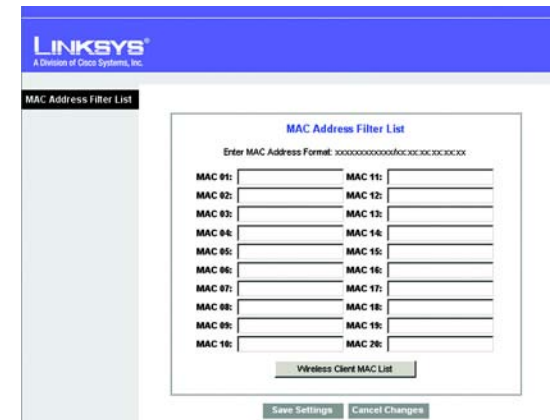 LINKSYS®
A Division of Cisco Systems, Inc.
MAC Address Filter List
MAC Address Filter List
Enter MAC Address Format: xxxxxxxxxxxx/xx:xx:xx:xx:xx:xx
MAC 01: MAC 11:
MAC 02: MAC 12:
MAC 03: MAC 13:
MAC 04: MAC 14:
MAC 05: MAC 15:
MAC 06: MAC 16:
MAC 07: MAC 17:
MAC 08: MAC 18:
MAC 09: MAC 19:
MAC 10: MAC 20:
Wireless Client MAC List
Save Settings Cancel Changes